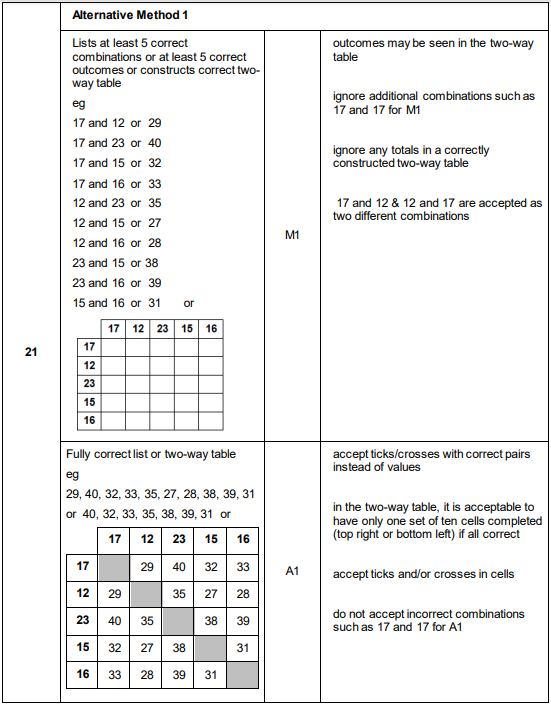 Alternative Method 1
21
Lists at least 5 correct
combinations or at least 5 correct
outcomes or constructs correct two-
way table
eg
17 and 12 or 29
17 and 23 or 40
17 and 15 or 32
17 and 16 or 33
12 and 23 or 35
12 and 15 or 27
12 and 16 or 28
23 and 15 or 38
23 and 16 or 39
15 and 16 or 31 or
17 12 23 15 16
17
12
23
15
16
M1
outcomes may be seen in the two-way
table
ignore additional combinations such as
17 and 17 for M1
ignore any totals in a correctly
constructed two-way table
17 and 12 & 12 and 17 are accepted as
two different combinations
Fully correct list or two-way table
eg
29, 40, 32, 33, 35, 27, 28, 38, 39, 31
or 40, 32, 33, 35, 38, 39, 31 or
17 12 23 15 16
17 29 40 32 33
12 29 35 27 28
23 40 35 38 39
15 32 27 38 31
16 33 28 39 31
A1
accept ticks/crosses with correct pairs
instead of values
in the two-way table, it is acceptable to
have only one set of ten cells completed
(top right or bottom left) if all correct
accept ticks and/or crosses in cells
do not accept incorrect combinations
such as 17 and 17 for A1